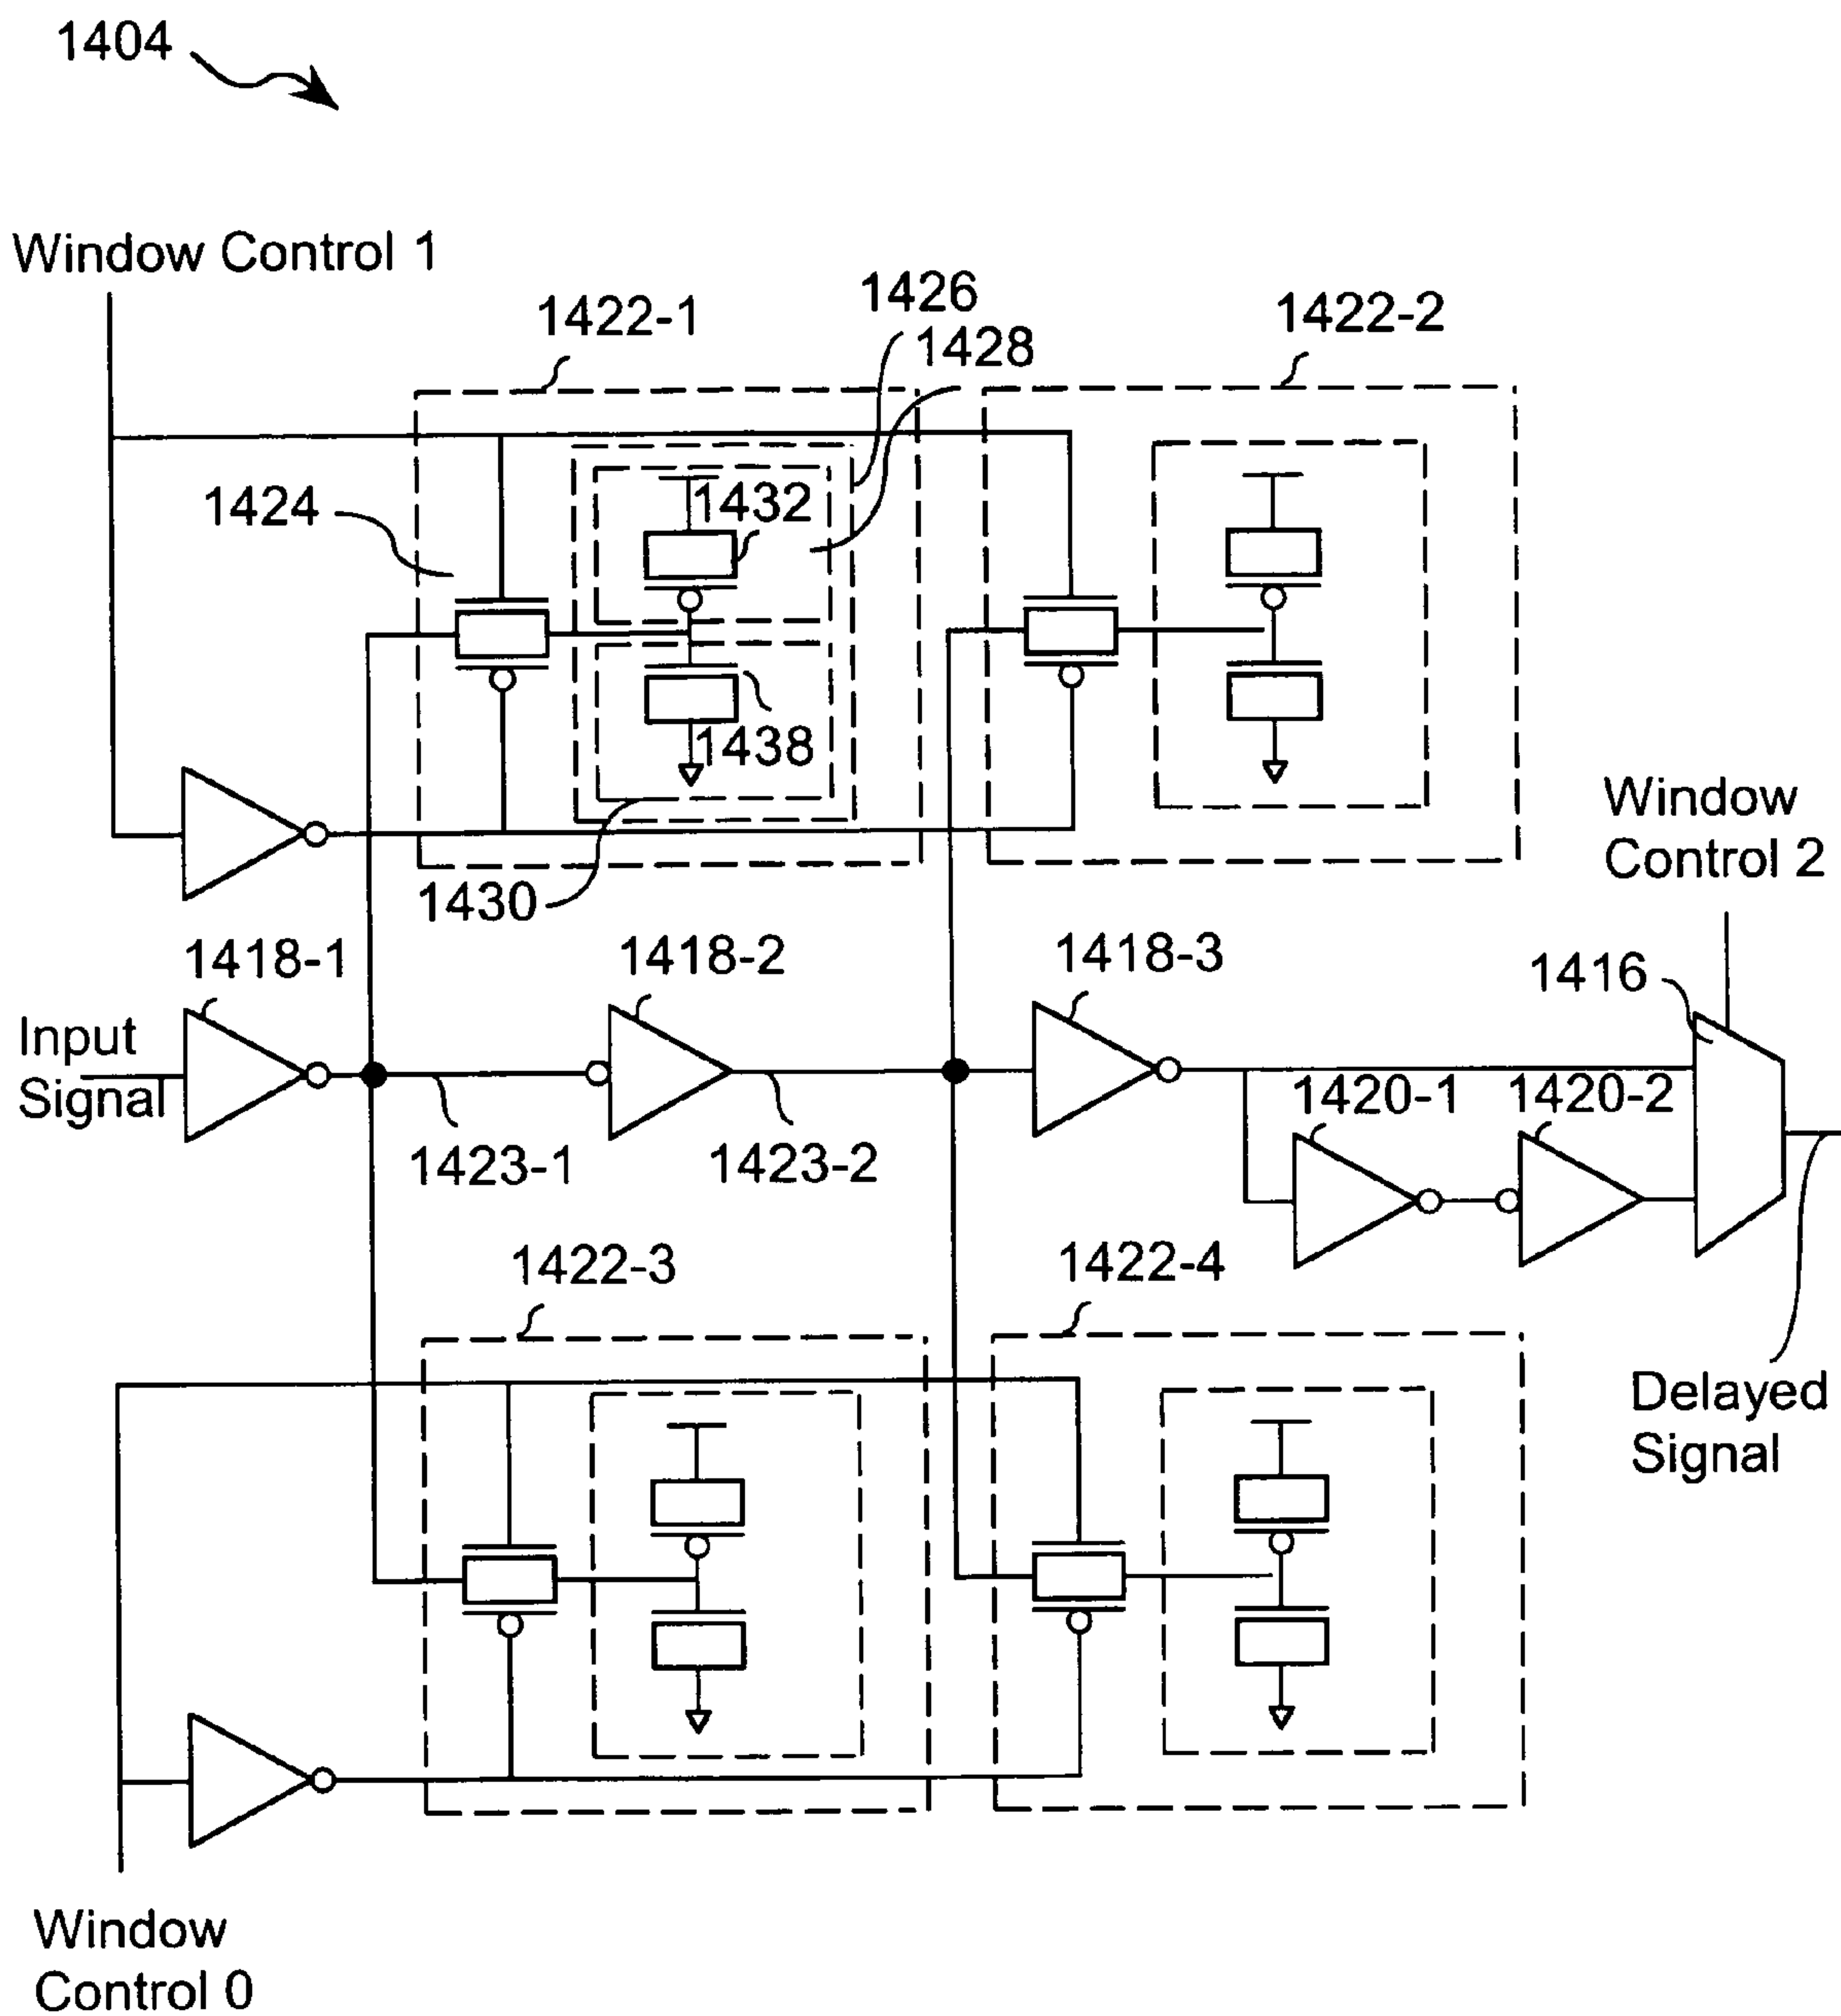 1404
Window Control 1
1422-1
1426
1428
1422-2
1424
1432
1438
1430
Window
Control 2
1418-1
1418-2
1418-3
1416
Input
Signal
1423-1
1423-2
1420-1
1420-2
1422-3
1422-4
Delayed
Signal
Window
Control 0